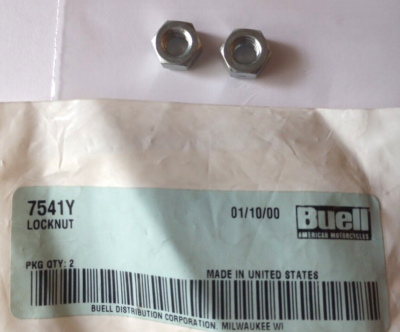 7541Y
LOCKNUT
01/10/00
Buell
AMERICAN MOTORCYCLES
PKG QTY: 2
MADE IN UNITED STATES
BUELL DISTRIBUTION CORPORATION, MILWAUKEE WI